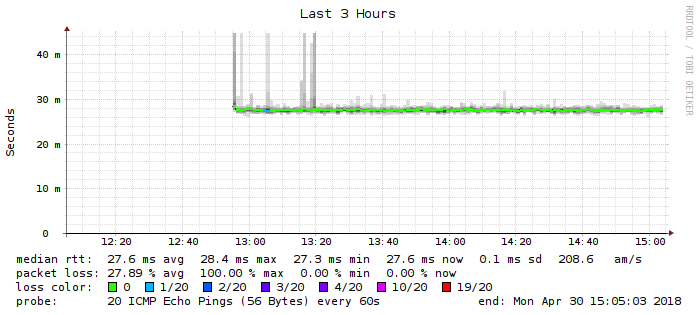 Last 3 Hours
RRDTOOL / TOBI OETIKER
Seconds
40 m
30 m
20 m
10 m
0
12:20 12:40 13:00 13:20 13:40 14:00 14:20 14:40 15:00
median rtt: 27.6 ms avg 28.4 ms max 27.3 ms min 27.6 ms now 0.1 ms sd 208.6 am/s
packet loss: 27.89 % avg 100.00 % max 0.00 % min 0.00 % now
loss color: 0 1/20 2/20 3/20 4/20 10/20 19/20
probe: 20 ICMP Echo Pings (56 Bytes) every 60s end: Mon Apr 30 15:05:03 2018